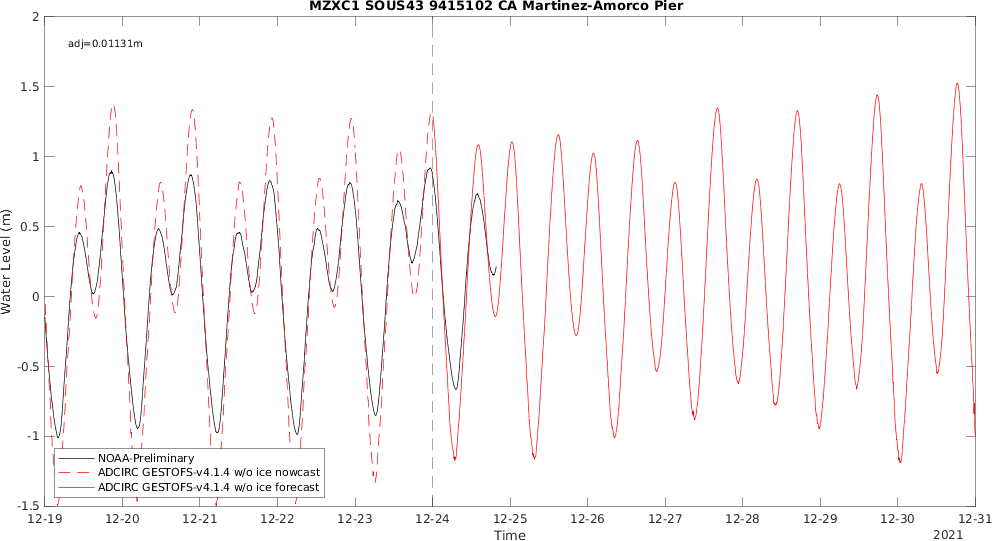 MZXC1 SOUS43 9415102 CA Martinez-Amorco Pier
adj=0.01131m
2
1.5
1
0.5
0
-0.5
-1
-1.5
Water Level (m)
NOAA-Preliminary
ADCIRC GESTOFS-v4.1.4 w/o ice nowcast
ADCIRC GESTOFS-v4.1.4 w/o ice forecast
12-19 12-20 12-21 12-22 12-23 12-24 12-25 12-26 12-27 12-28 12-29 12-30 12-31
Time
2021